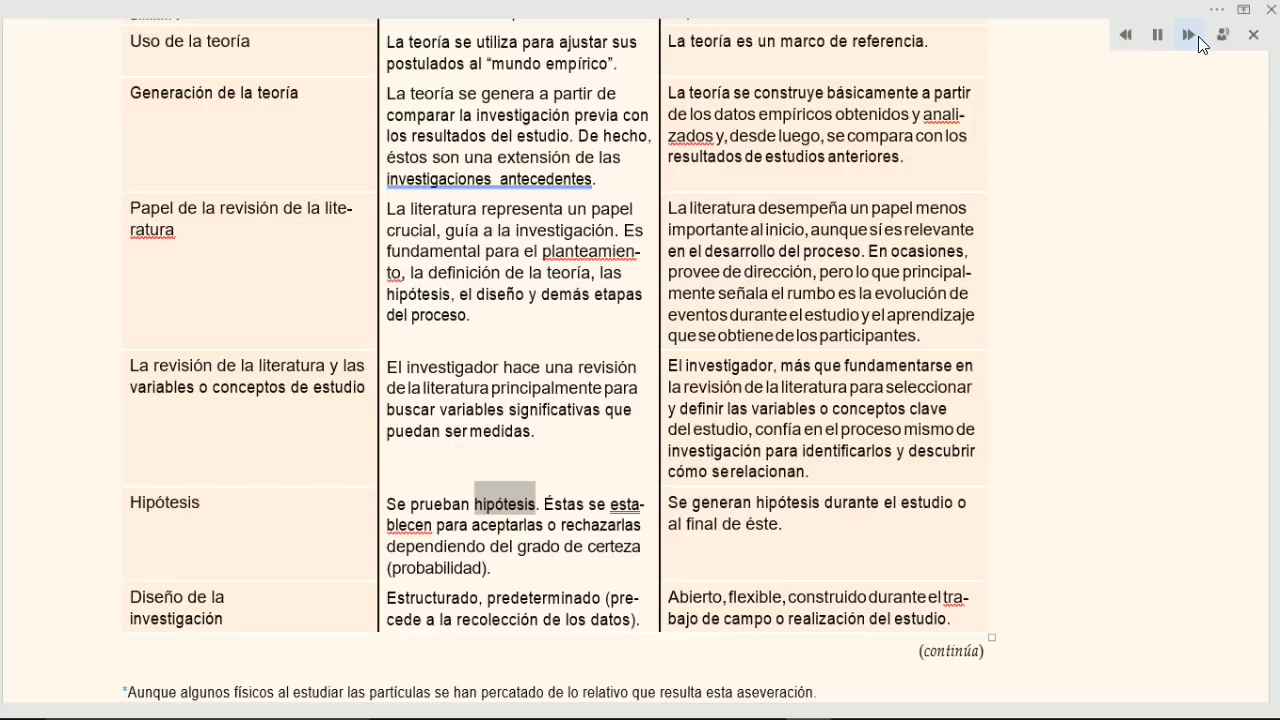 Uso de la teoría
La teoría se utiliza para ajustar sus
postulados al “mundo empírico”.
La teoría es un marco de referencia.
Generación de la teoría
La teoría se genera a partir de
comparar la investigación previa con
los resultados del estudio. De hecho,
éstos son una extensión de las
investigaciones antecedentes.
La teoría se construye básicamente a partir
de los datos empíricos obtenidos y anali-
zados y, desde luego, se compara con los
resultados de estudios anteriores.
Papel de la revisión de la lite-
ratura
La literatura representa un papel
crucial, guía a la investigación. Es
fundamental para el planteamien-
to, la definición de la teoría, las
hipótesis, el diseño y demás etapas
del proceso.
La literatura desempeña un papel menos
importante al inicio, aunque sí es relevante
en el desarrollo del proceso. En ocasiones,
provee de dirección, pero lo que principal-
mente señala el rumbo es la evolución de
eventos durante el estudio y el aprendizaje
que se obtiene de los participantes.
La revisión de la literatura y las
variables o conceptos de estudio
El investigador hace una revisión
de la literatura principalmente para
buscar variables significativas que
puedan ser medidas.
El investigador, más que fundamentarse en
la revisión de la literatura para seleccionar
y definir las variables o conceptos clave
del estudio, confía en el proceso mismo de
investigación para identificarlos y descubrir
cómo se relacionan.
Hipótesis
Se prueban hipótesis. Éstas se esta-
blecen para aceptarlas o rechazarlas
dependiendo del grado de certeza
(probabilidad).
Se generan hipótesis durante el estudio o
al final de éste.
Diseño de la
investigación
Estructurado, predeterminado (pre-
cede a la recolección de los datos).
Abierto, flexible, construido durante el tra-
bajo de campo o realización del estudio.
(continúa)
*Aunque algunos físicos al estudiar las partículas se han percatado de lo relativo que resulta esta aseveración.